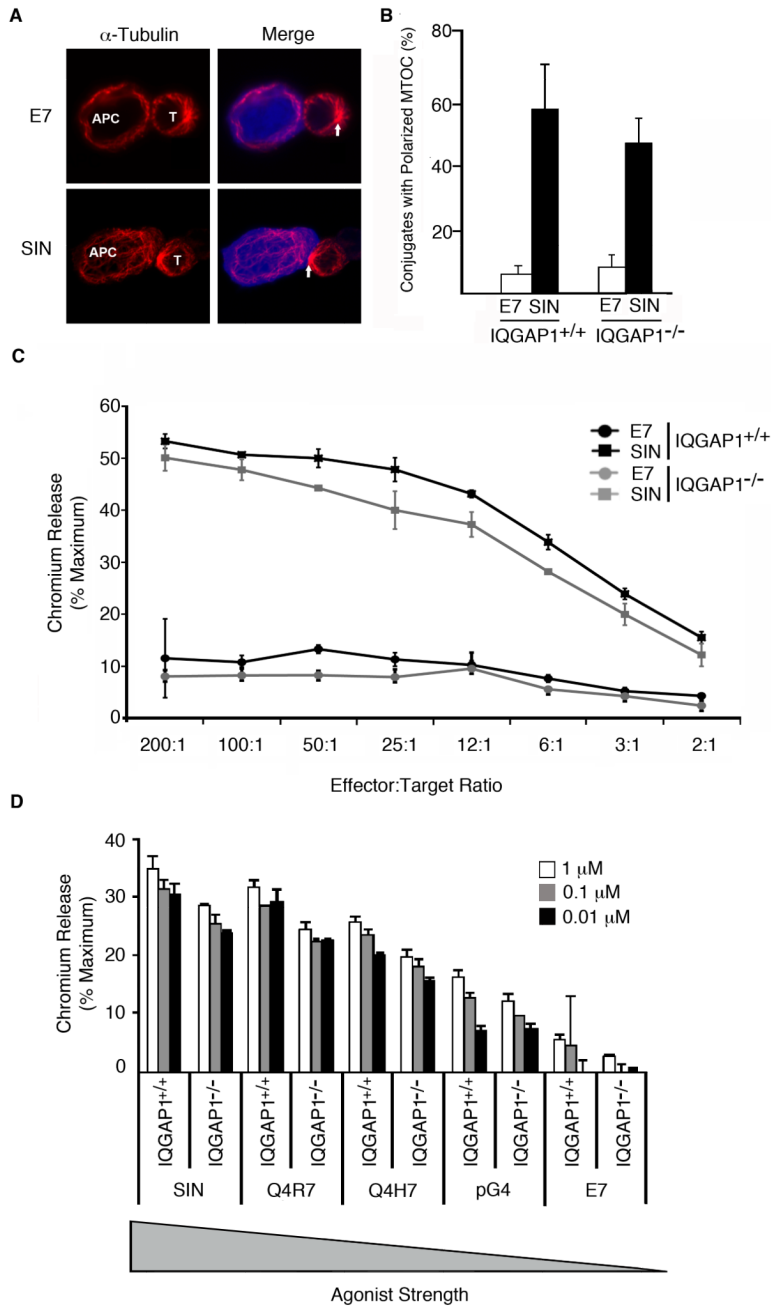 A
α-Tubulin Merge
E7
APC T
SIN
APC T
B
Conjugates with Polarized MTOC (%)
80
60
40
20
E7 SIN E7 SIN
IQGAP1+/+ IQGAP1-/-
C
Chromium Release
(% Maximum)
60
50
40
30
20
10
0
E7
SIN
IQGAP1+/+
E7
SIN
IQGAP1-/-
200:1 100:1 50:1 25:1 12:1 6:1 3:1 2:1
Effector:Target Ratio
D
Chromium Release
(% Maximum)
40
30
20
10
0
1 μM
0.1 μM
0.01 μM
IQGAP1+/+ IQGAP1-/- IQGAP1+/+ IQGAP1-/- IQGAP1+/+ IQGAP1-/- IQGAP1+/+ IQGAP1-/- IQGAP1+/+ IQGAP1-/-
SIN Q4R7 Q4H7 pG4 E7
Agonist Strength